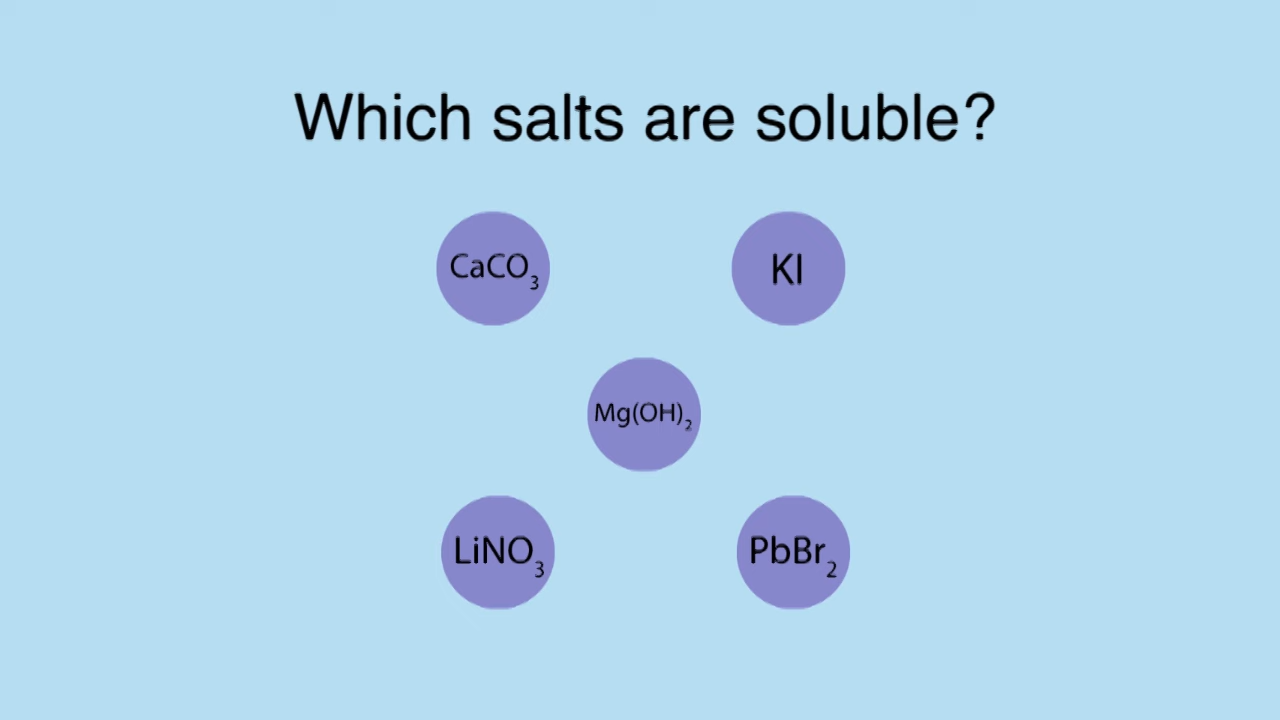 Which salts are soluble?
CaCO₃
KI
Mg(OH)₂
LiNO₃
PbBr₂